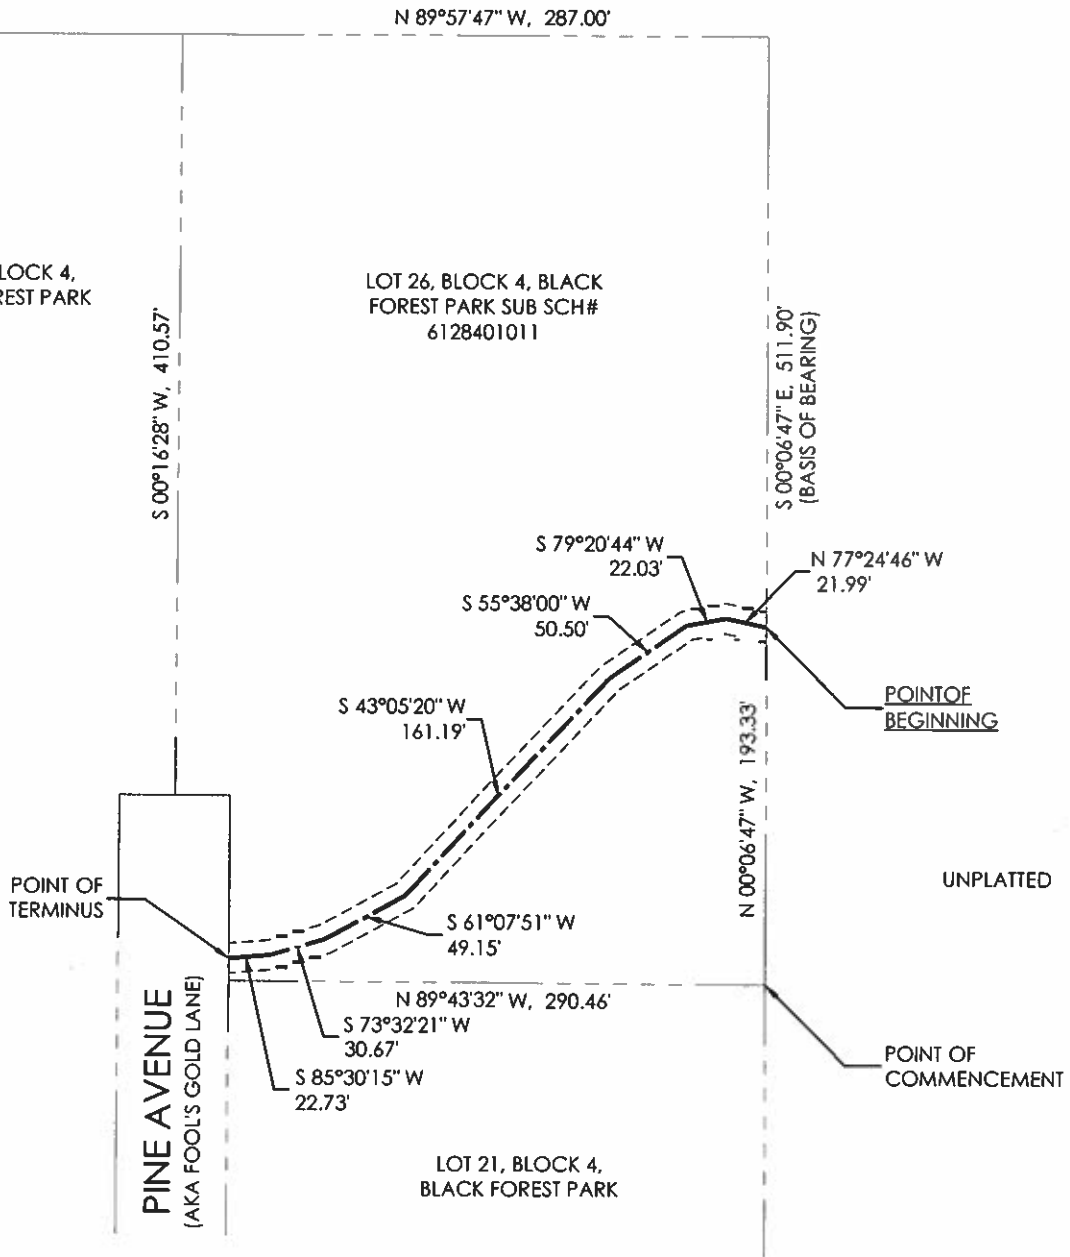 N 89°57'47" W, 287.00'
LOCK 4,
REST PARK
LOT 26, BLOCK 4, BLACK
FOREST PARK SUB SCH#
6128401011
S 00°16'28" W, 410.57'
S 00°06'47" E, 511.90'
(BASIS OF BEARING)
S 79°20'44" W
22.03'
N 77°24'46" W
21.99'
S 55°38'00" W
50.50'
S 43°05'20" W
161.19'
POINTOF
BEGINNING
N 00°06'47" W, 193.33'
POINT OF
TERMINUS
UNPLATTED
S 61°07'51" W
49.15'
N 89°43'32" W, 290.46'
S 73°32'21" W
30.67'
S 85°30'15" W
22.73'
PINE AVENUE
(AKA FOOL'S GOLD LANE)
POINT OF
COMMENCEMENT
LOT 21, BLOCK 4,
BLACK FOREST PARK